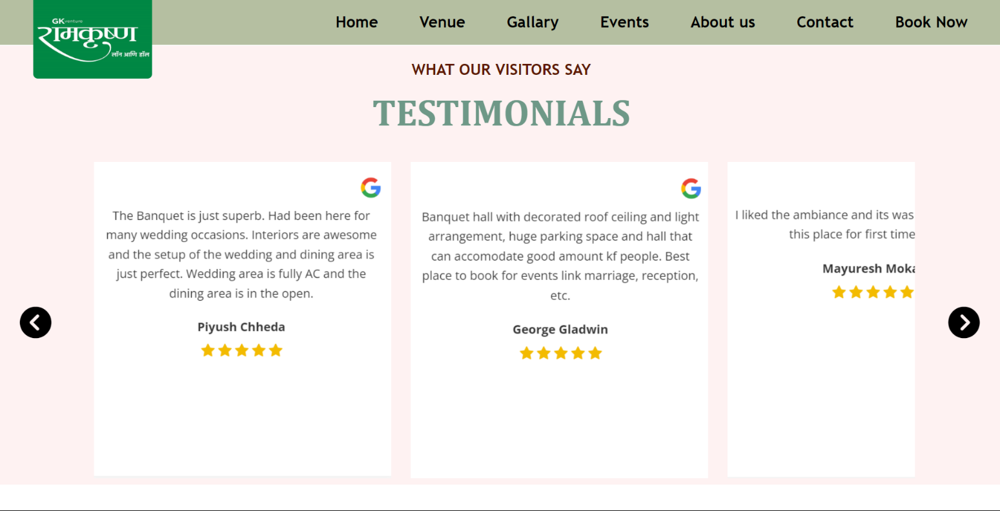 GKventure
रामकृष्ण
लॉन आणि हॉल
Home
Venue
Gallary
Events
About us
Contact
Book Now
WHAT OUR VISITORS SAY
TESTIMONIALS
The Banquet is just superb. Had been here for
many wedding occasions. Interiors are awesome
and the setup of the wedding and dining area is
just perfect. Wedding area is fully AC and the
dining area is in the open.
Piyush Chheda
Banquet hall with decorated roof ceiling and light
arrangement, huge parking space and hall that
can accomodate good amount kf people. Best
place to book for events link marriage, reception,
etc.
George Gladwin
I liked the ambiance and its was
this place for first time
Mayuresh